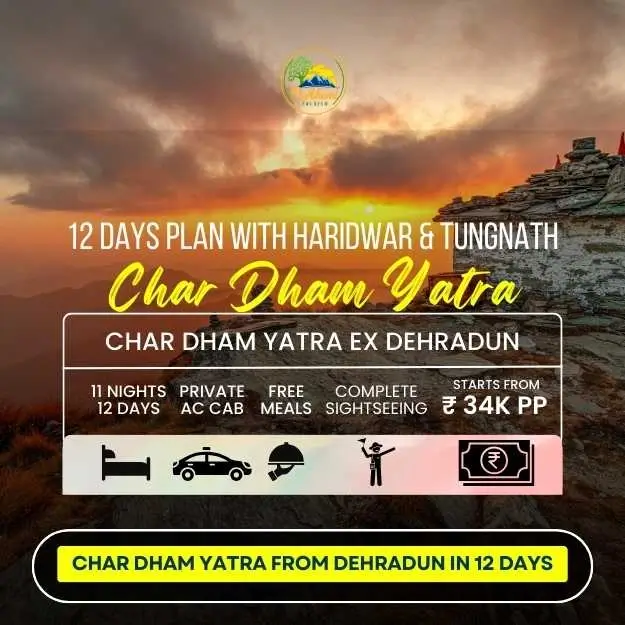 12 DAYS PLAN WITH HARIDWAR & TUNGNATH
Char Dham Yatra
CHAR DHAM YATRA EX DEHRADUN
11 NIGHTS
12 DAYS
PRIVATE
AC CAB
FREE
MEALS
COMPLETE
SIGHTSEEING
STARTS FROM
₹ 34K PP
₹
CHAR DHAM YATRA FROM DEHRADUN IN 12 DAYS